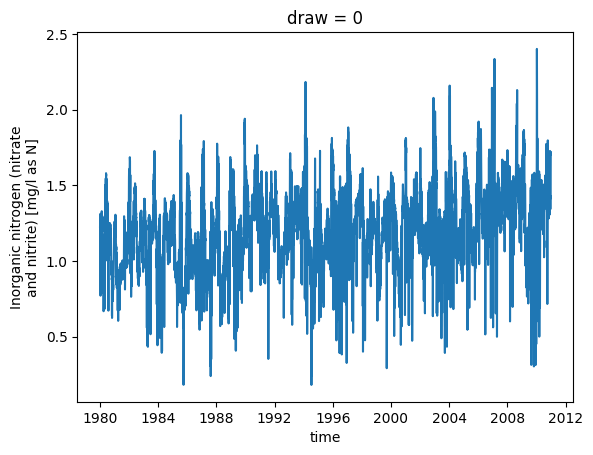 draw = 0
2.5
2.0
1.5
1.0
0.5
Inorganic nitrogen (nitrate
and nitrite) [mg/l as N]
1980 1984 1988 1992 1996 2000 2004 2008 2012
time